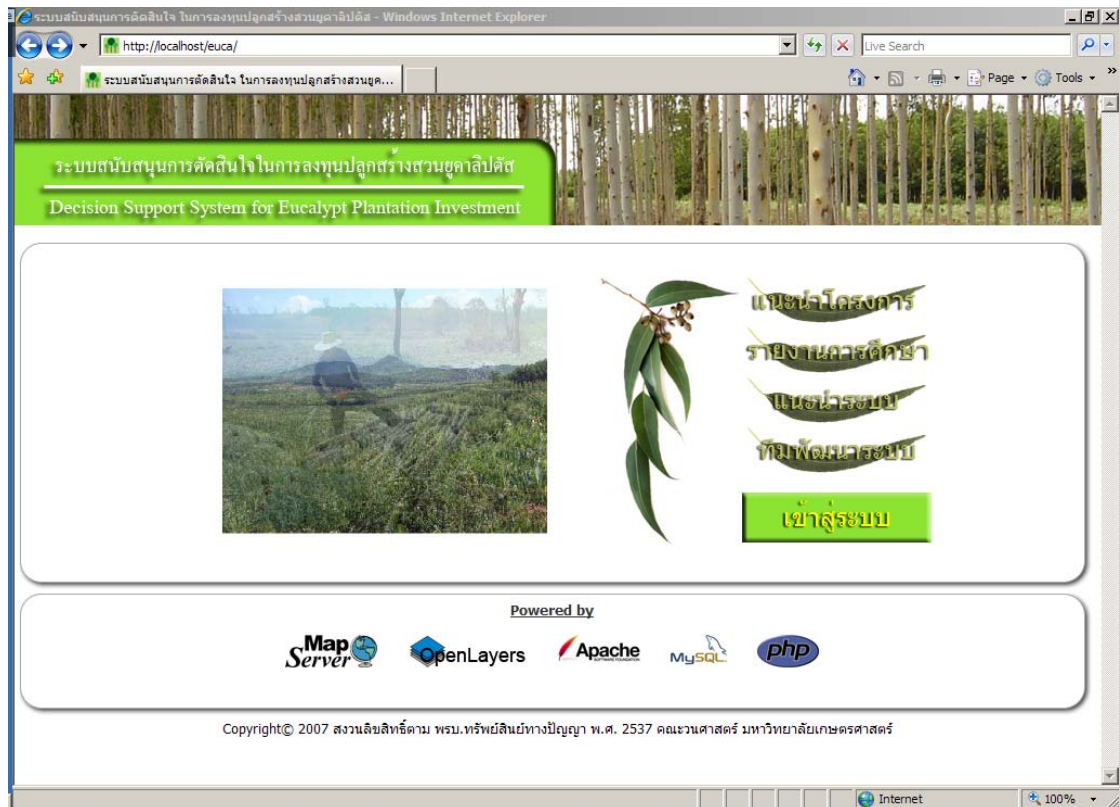 ระบบสนับสนุนการตัดสินใจ ในการลงทุนปลูกสร้างสวนยูคาลิปตัส - Windows Internet Explorer
http://localhost/euca/
Live Search
ระบบสนับสนุนการตัดสินใจ ในการลงทุนปลูกสร้างสวนยูค...
Page
Tools
ระบบสนับสนุนการตัดสินใจในการลงทุนปลูกสร้างสวนยูคาลิปตัส
Decision Support System for Eucalypt Plantation Investment
แนะนำโครงการ
รายงานการศึกษา
แนะนำระบบ
ทีมพัฒนาระบบ
เข้าสู่ระบบ
Powered by
Map Server
OpenLayers
Apache
SOFTWARE FOUNDATION
MySQL
php
Copyright© 2007 สงวนลิขสิทธิ์ตาม พรบ.ทรัพย์สินย์ทางปัญญา พ.ศ. 2537 คณะวนศาสตร์ มหาวิทยาลัยเกษตรศาสตร์
Internet
100%